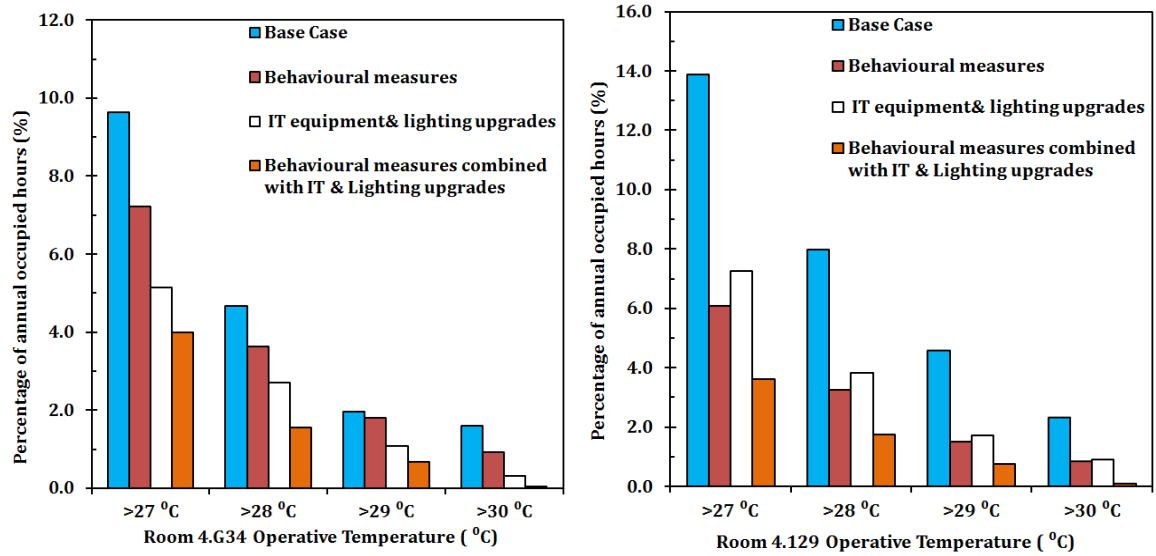 12.0
10.0
8.0
6.0
4.0
2.0
0.0
Percentage of annual occupied hours (%)
Base Case
Behavioural measures
IT equipment& lighting upgrades
Behavioural measures combined
with IT & Lighting upgrades
>27 ⁰C
>28 ⁰C
>29 ⁰C
>30 ⁰C
Room 4.G34 Operative Temperature ( ⁰C)
16.0
14.0
12.0
10.0
8.0
6.0
4.0
2.0
0.0
Percentage of annual occupied hours (%)
Base Case
Behavioural measures
IT equipment& lighting upgrades
Behavioural measures combined
with IT & Lighting upgrades
>27 ⁰C
>28 ⁰C
>29 ⁰C
>30 ⁰C
Room 4.129 Operative Temperature ( ⁰C)